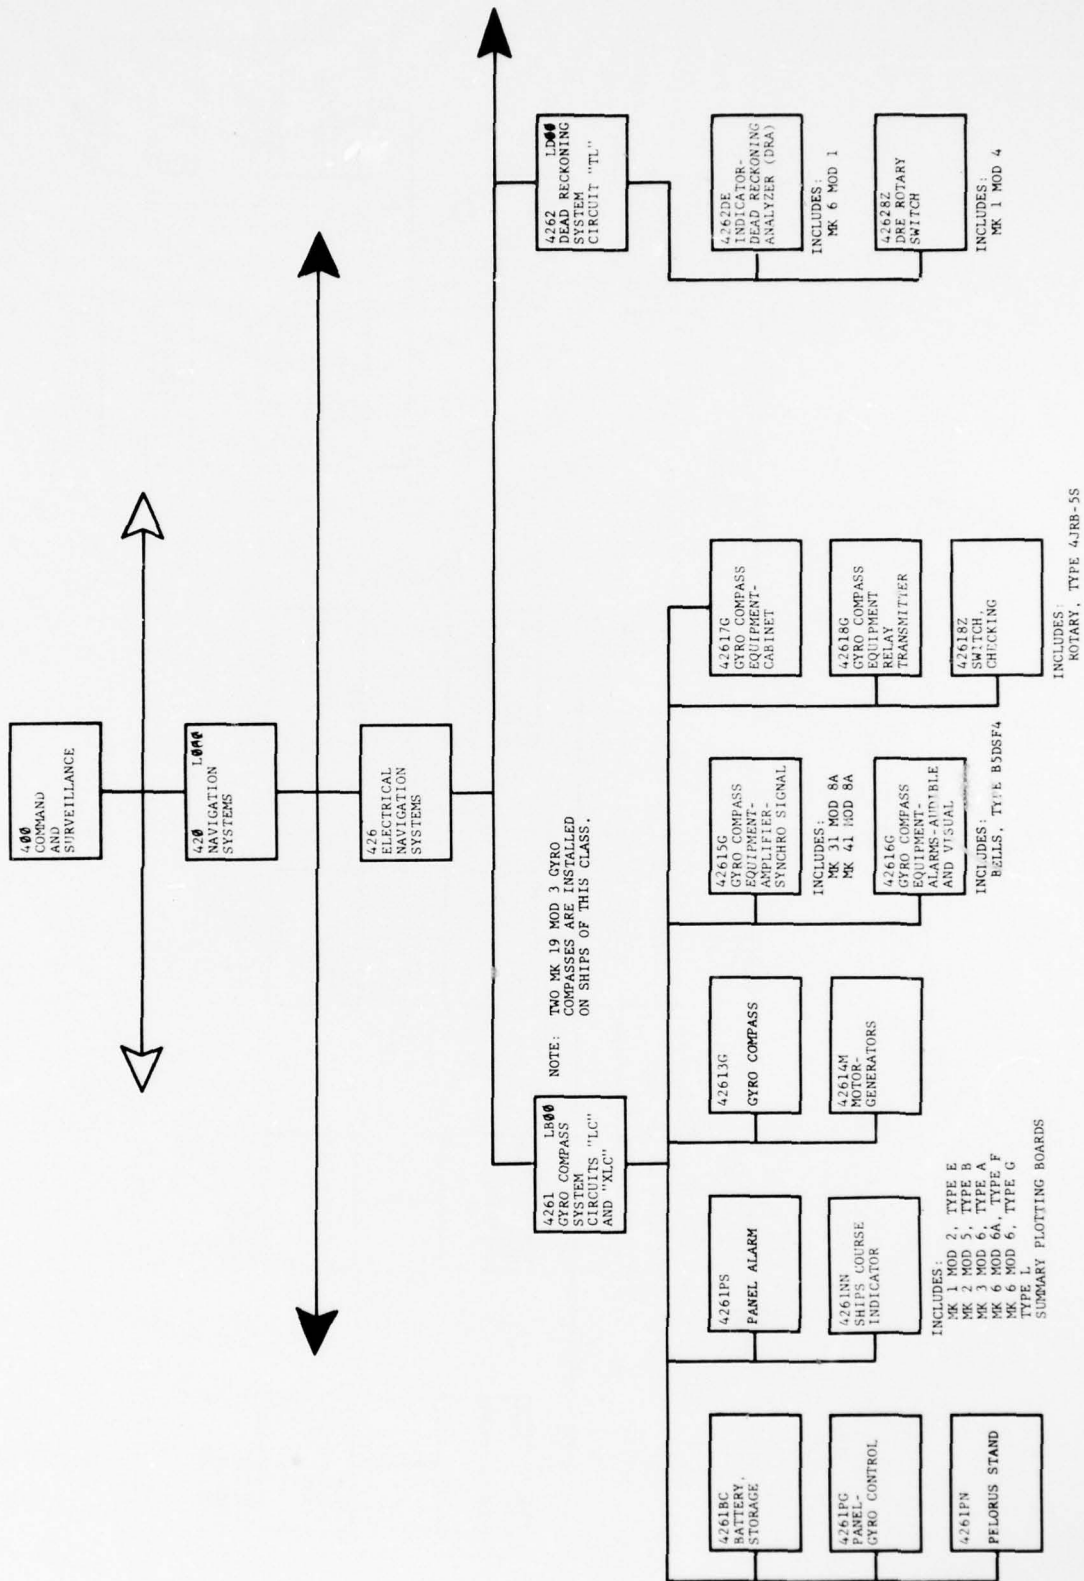 400
COMMAND
AND
SURVEILLANCE
420 L0A0
NAVIGATION
SYSTEMS
426
ELECTRICAL
NAVIGATION
SYSTEMS
4261 LB00
GYRO COMPASS
SYSTEM
CIRCUITS "LC"
AND "XLC"
NOTE: TWO MK 19 MOD 3 GYRO
COMPASSES ARE INSTALLED
ON SHIPS OF THIS CLASS.
4262 LD00
DEAD RECKONING
SYSTEM
CIRCUIT "TL"
4261BC
BATTERY,
STORAGE
4261PG
PANEL-
GYRO CONTROL
4261PN
PELORUS STAND
4261PS
PANEL ALARM
4261NN
SHIPS COURSE
INDICATOR
INCLUDES:
MK 1 MOD 2, TYPE E
MK 2 MOD 5, TYPE B
MK 3 MOD 6, TYPE A
MK 6 MOD 6A, TYPE F
MK 6 MOD 6, TYPE G
TYPE L
SUMMARY PLOTTING BOARDS
42613G
GYRO COMPASS
42614M
MOTOR-
GENERATORS
42615G
GYRO COMPASS
EQUIPMENT-
AMPLIFIER-
SYNCHRO SIGNAL
INCLUDES:
MK 31 MOD 8A
MK 41 MOD 8A
42616G
GYRO COMPASS
EQUIPMENT-
ALARMS-AUDIBLE
AND VISUAL
INCLUDES:
BELLS, TYPE B5DSF4
42617G
GYRO COMPASS
EQUIPMENT-
CABINET
42618G
GYRO COMPASS
EQUIPMENT
RELAY
TRANSMITTER
42618Z
SWITCH,
CHECKING
INCLUDES:
ROTARY, TYPE 4JRB-5S
4262DE
INDICATOR-
DEAD RECKONING
ANALYZER (DRA)
INCLUDES:
MK 6 MOD 1
42628Z
DRE ROTARY
SWITCH
INCLUDES:
MK 1 MOD 4